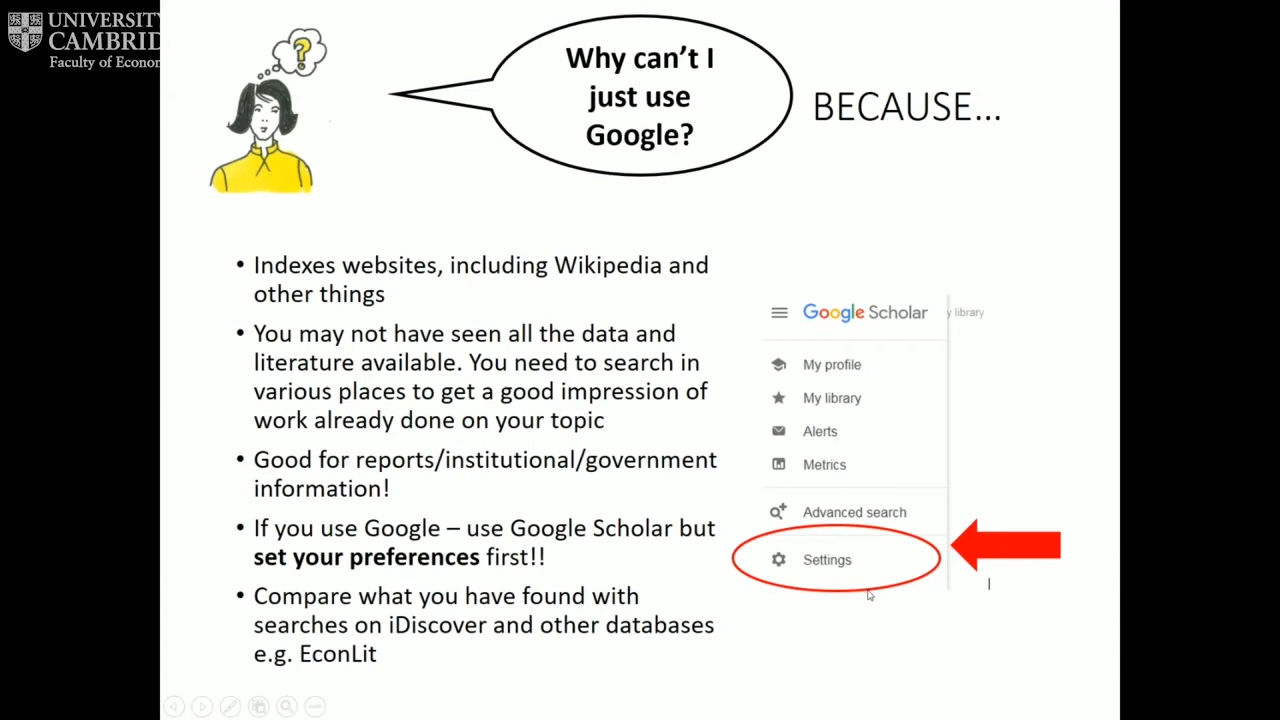 UNIVERSITY
CAMBRID
Faculty of Econo
?
Why can't I
just use
Google?
BECAUSE...
• Indexes websites, including Wikipedia and
other things
• You may not have seen all the data and
literature available. You need to search in
various places to get a good impression of
work already done on your topic
• Good for reports/institutional/government
information!
• If you use Google – use Google Scholar but
set your preferences first!!
• Compare what you have found with
searches on iDiscover and other databases
e.g. EconLit
Google Scholar
y library
My profile
My library
Alerts
Metrics
Advanced search
Settings